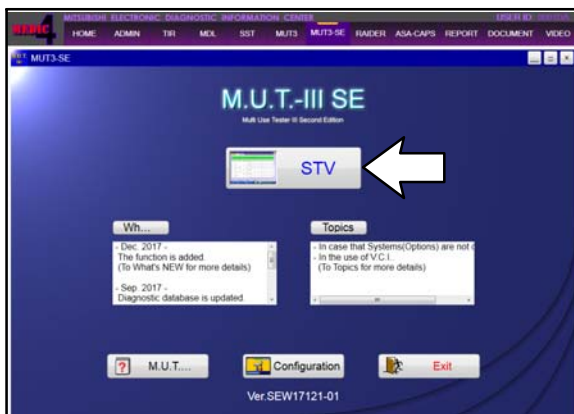 MITSUBISHI ELECTRONIC DIAGNOSTIC INFORMATION CENTER USER ID
MEDIC 4 HOME ADMIN TIR MDL SST MUT3 MUT3-SE RAIDER ASA-CAPS REPORT DOCUMENT VIDEO
MUT3-SE
M.U.T.-III SE
Multi Use Tester III Second Edition
STV
Wh... Topics
- Dec. 2017 -
The function is added.
(To What's NEW for more details)
- Sep. 2017 -
Diagnostic database is updated
- In case that Systems(Options) are not
- In the use of V.C.I.
(To Topics for more details)
M.U.T.... Configuration Exit
Ver.SEW17121-01